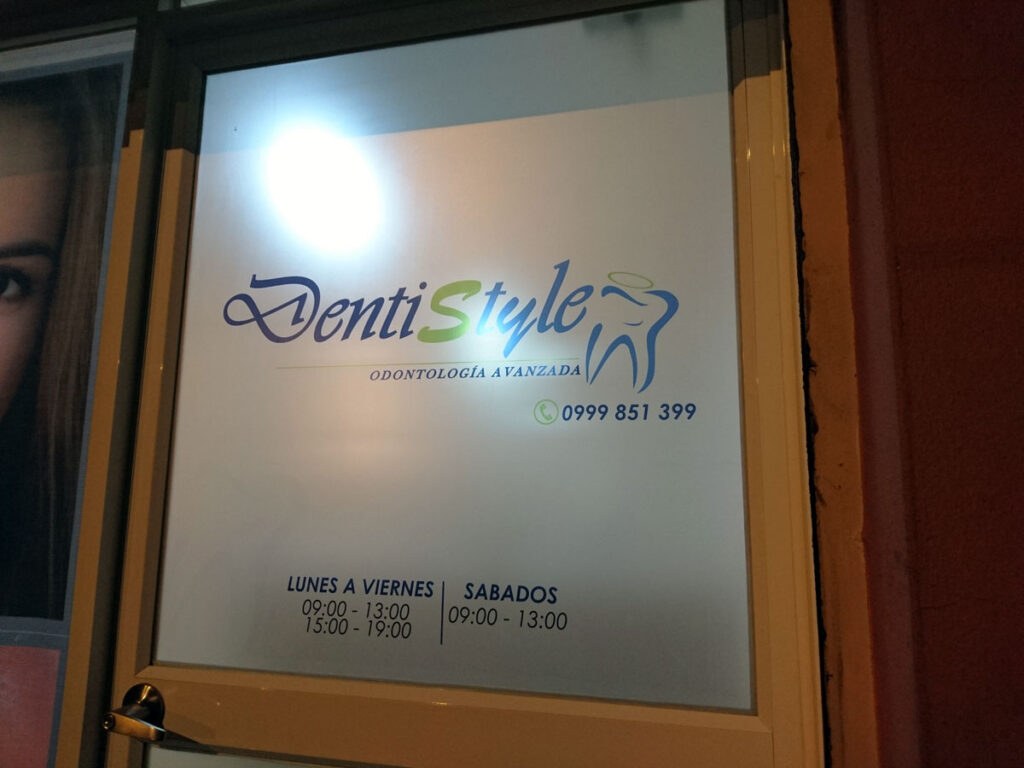 DentiStyle
ODONTOLOGÍA AVANZADA
0999 851 399
LUNES A VIERNES
09:00 - 13:00
15:00 - 19:00
SABADOS
09:00 - 13:00